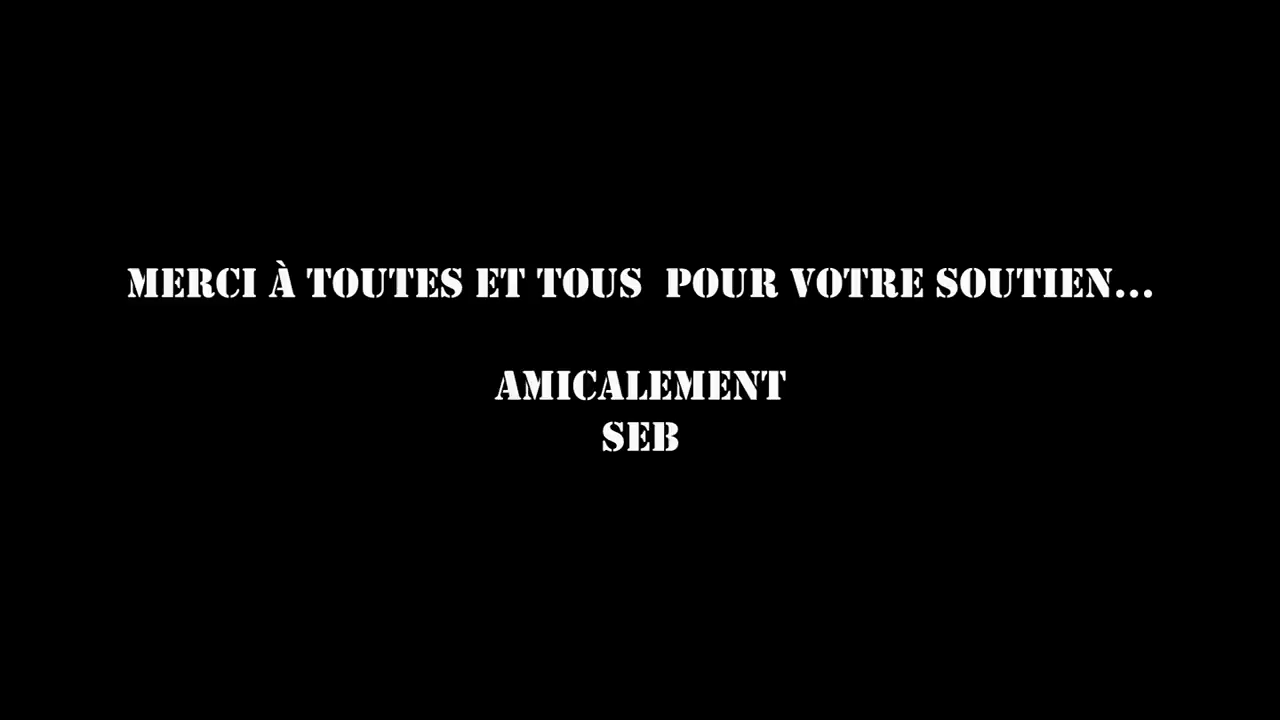 MERCI À TOUTES ET TOUS  POUR VOTRE SOUTIEN...
AMICALEMENT
SEB